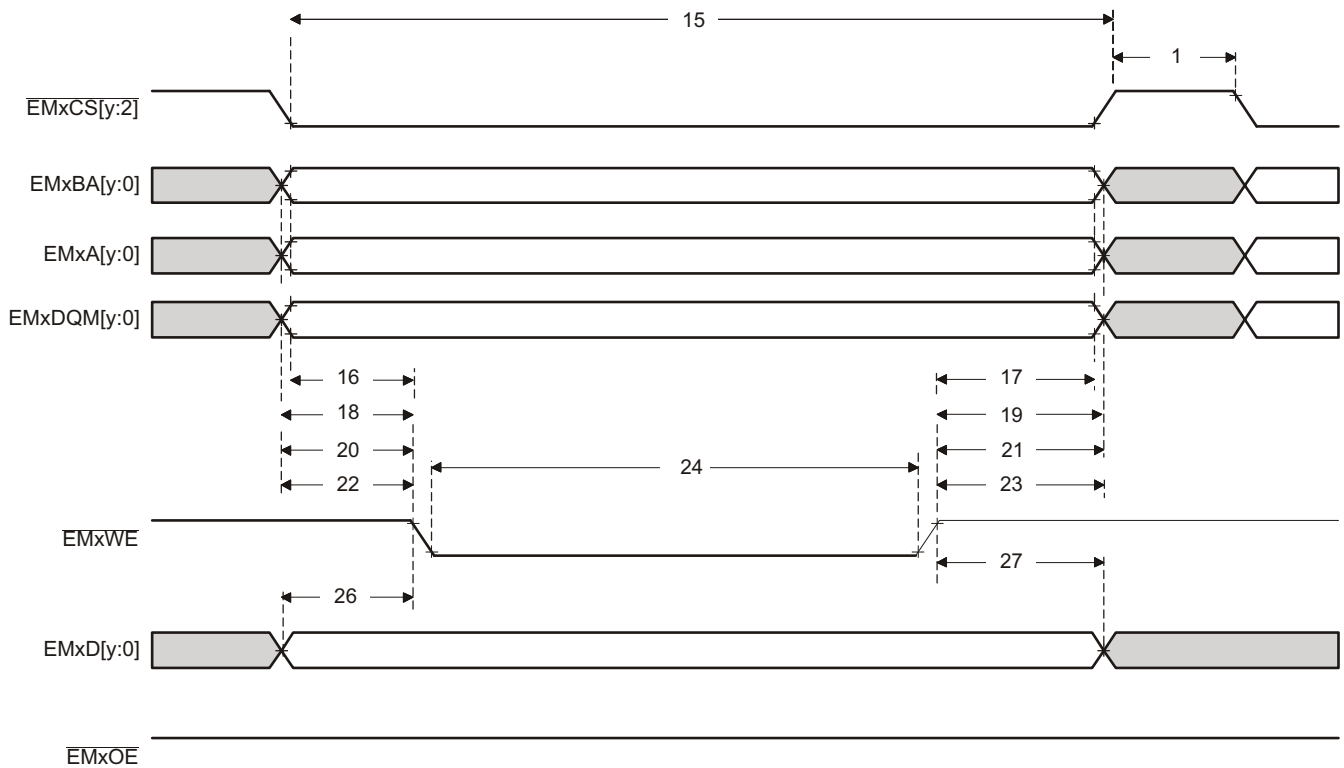 15
1
EMxCS[y:2]
EMxBA[y:0]
EMxA[y:0]
EMxDQM[y:0]
16 17
18 19
20 21
24
22 23
EMxWE
27
26
EMxD[y:0]
EMxOE